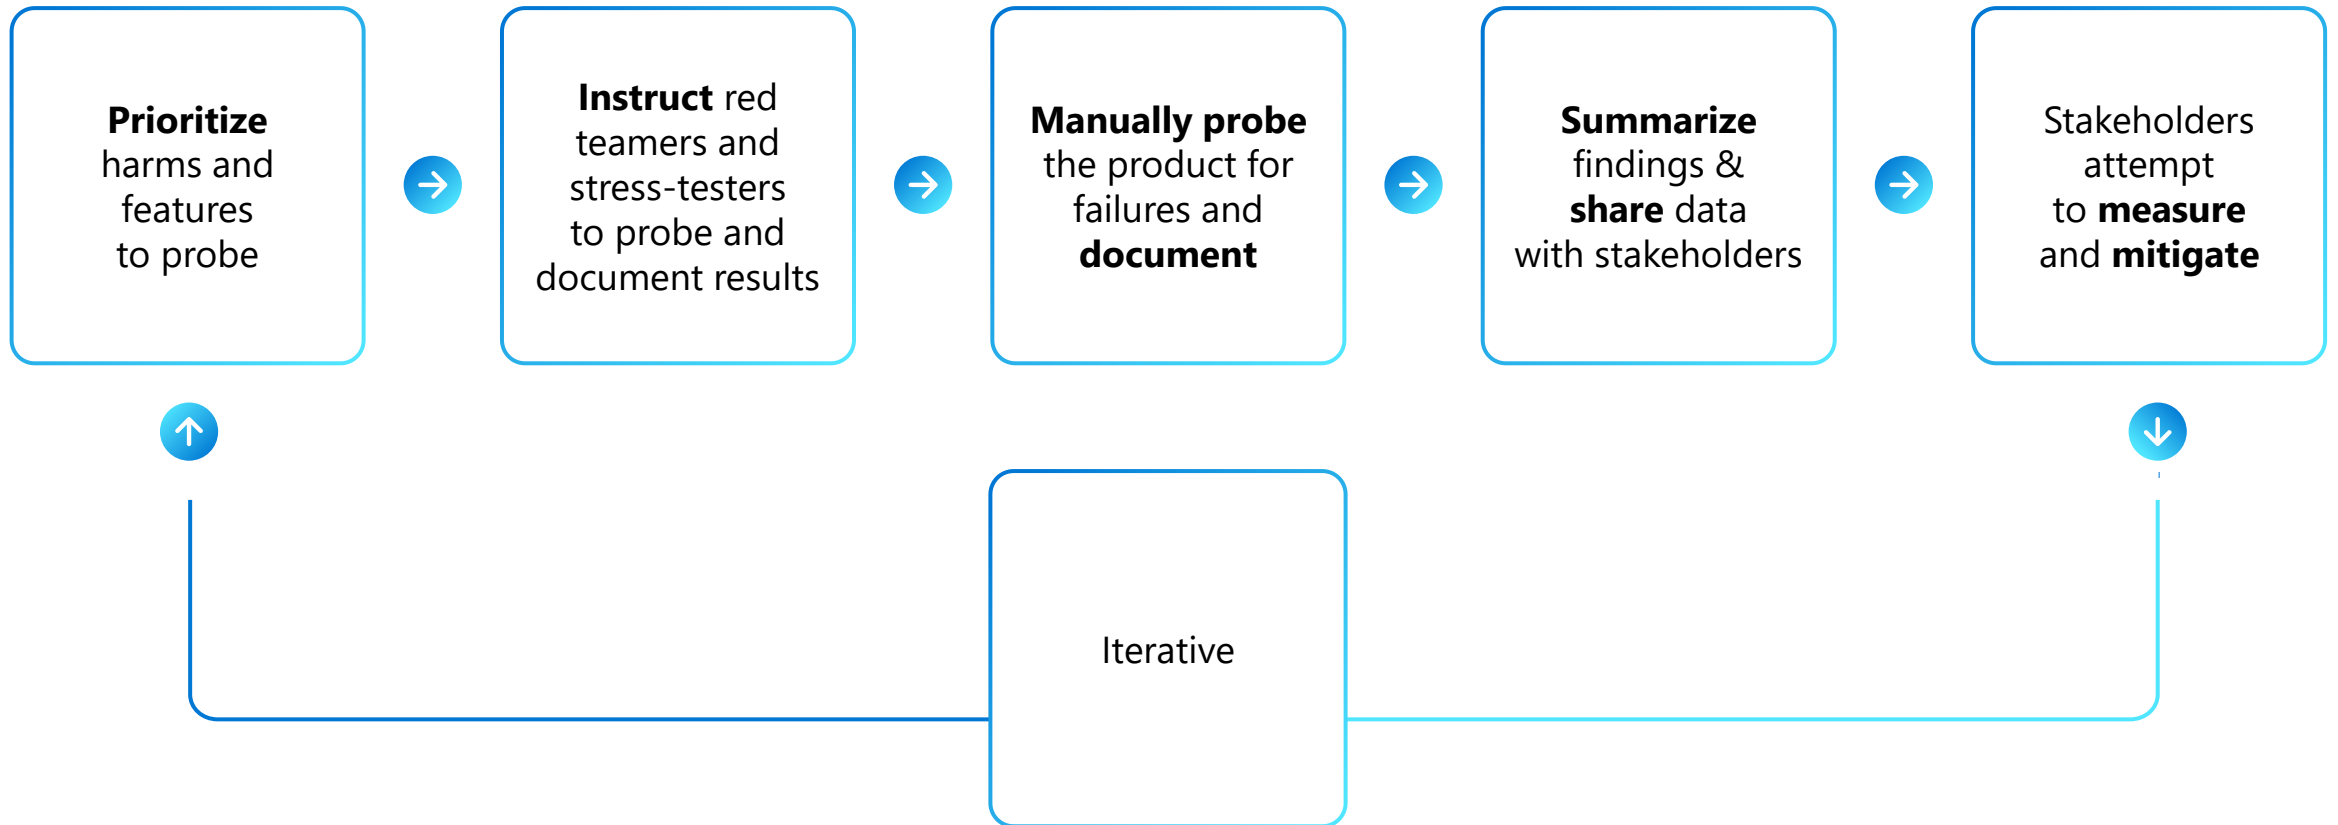 Prioritize
harms and
features
to probe
Instruct red
teamers and
stress-testers
to probe and
document results
Manually probe
the product for
failures and
document
Summarize
findings &
share data
with stakeholders
Stakeholders
attempt
to measure
and mitigate
Iterative